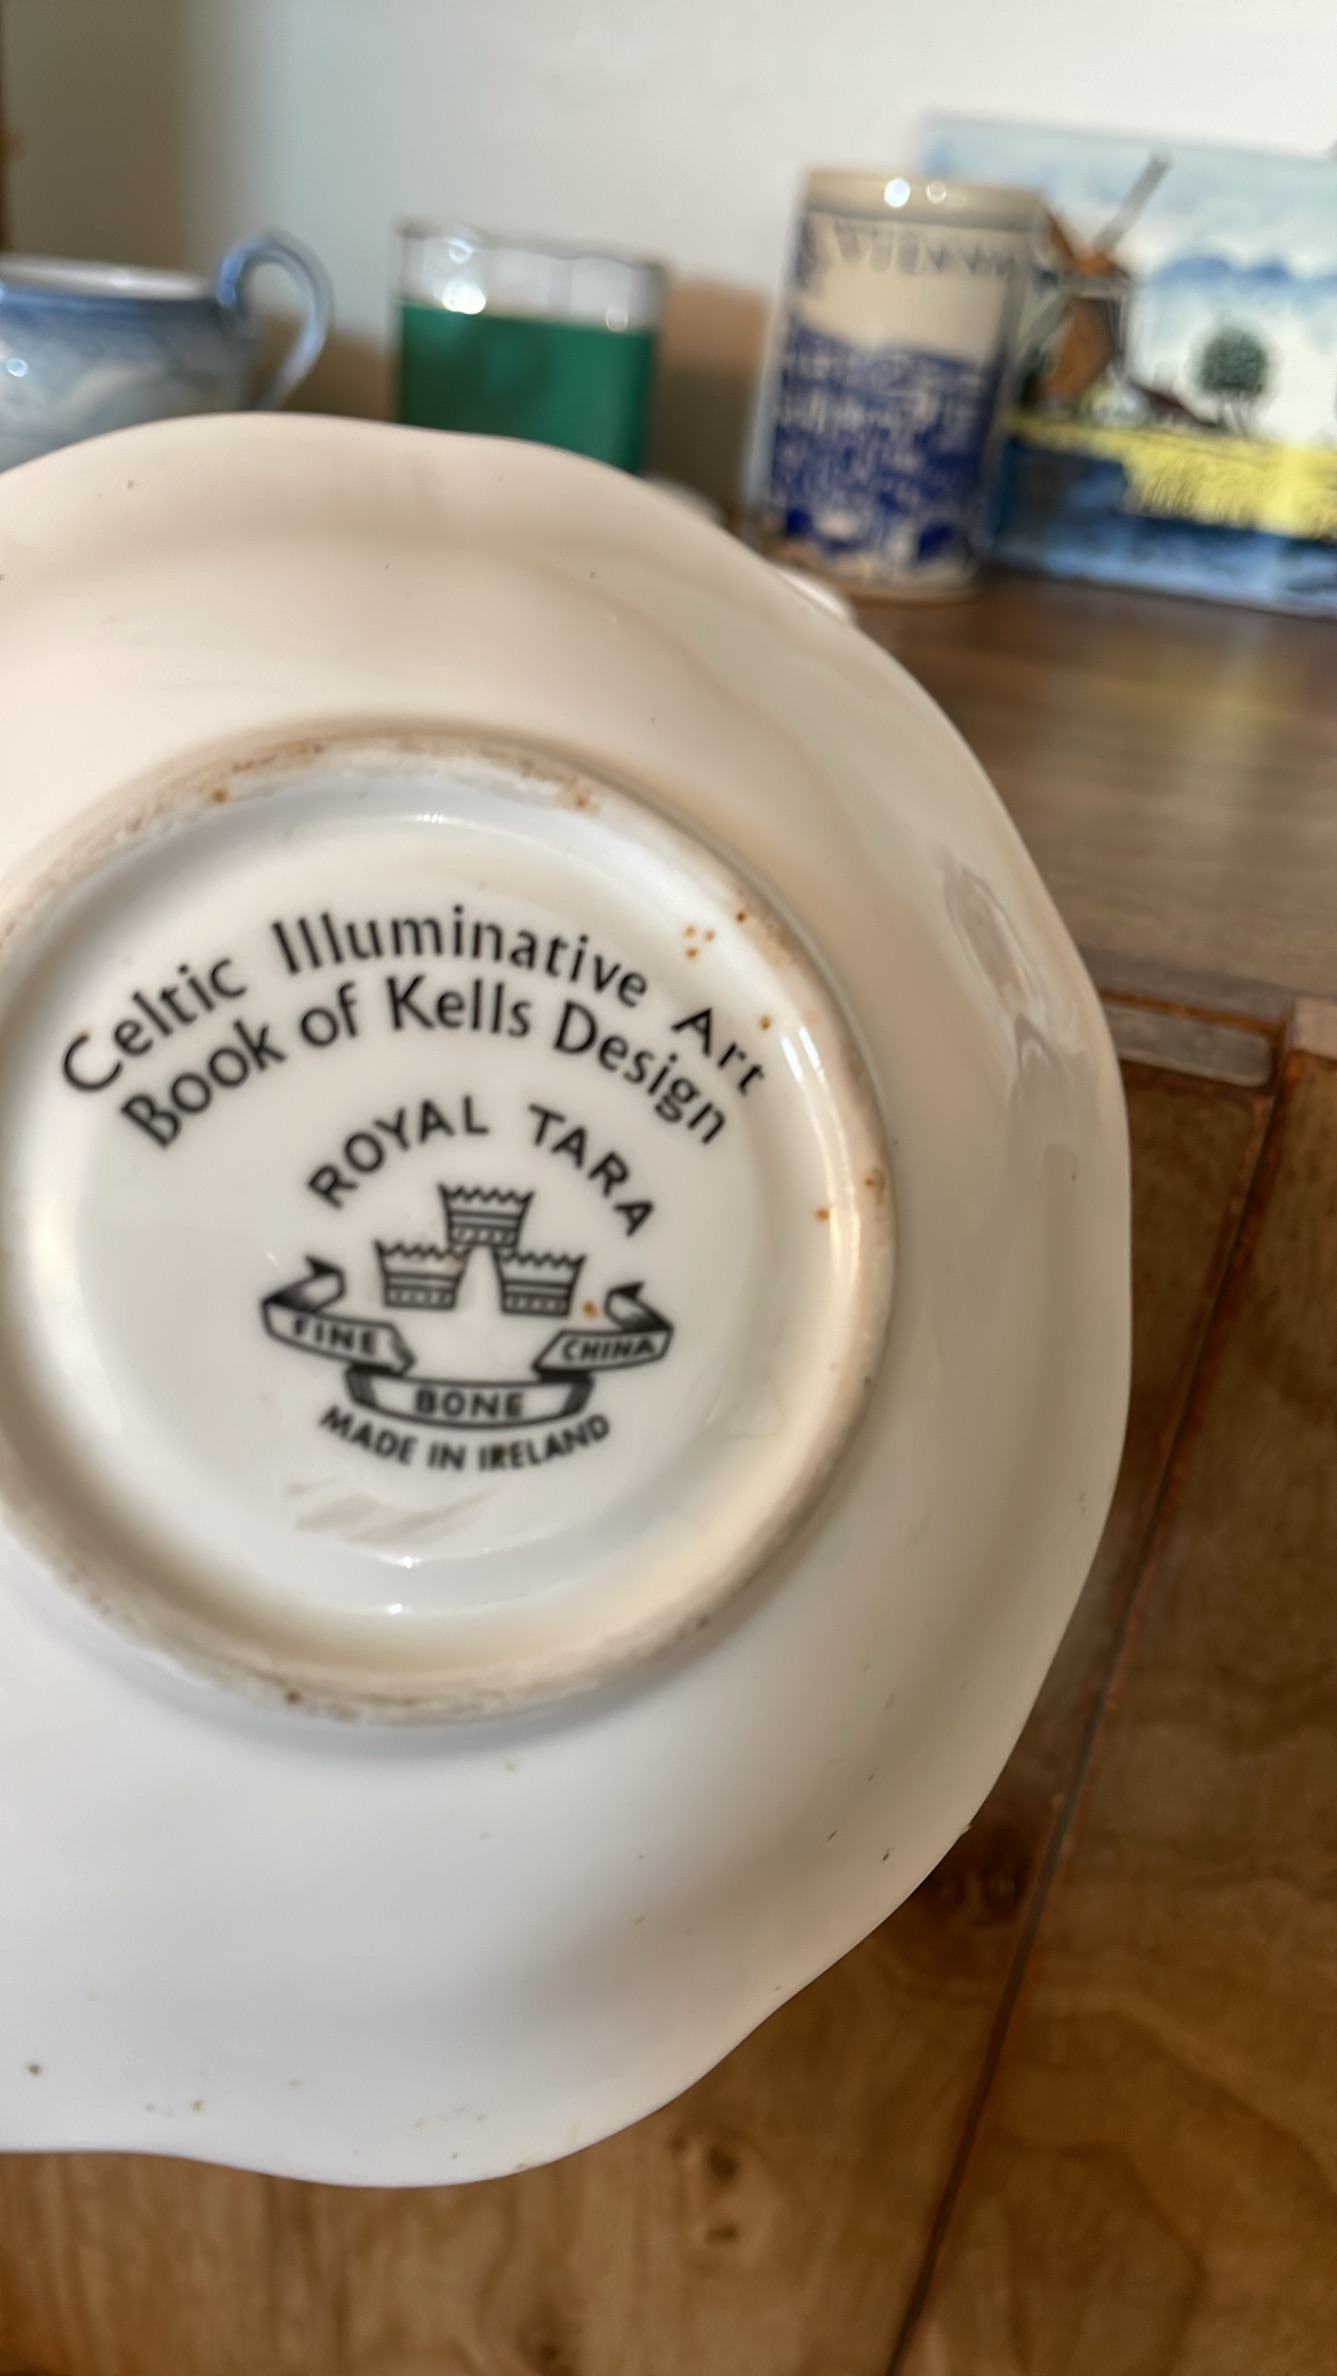 Celtic Illuminative Art
Book of Kells Design
ROYAL TARA
FINE BONE CHINA
MADE IN IRELAND